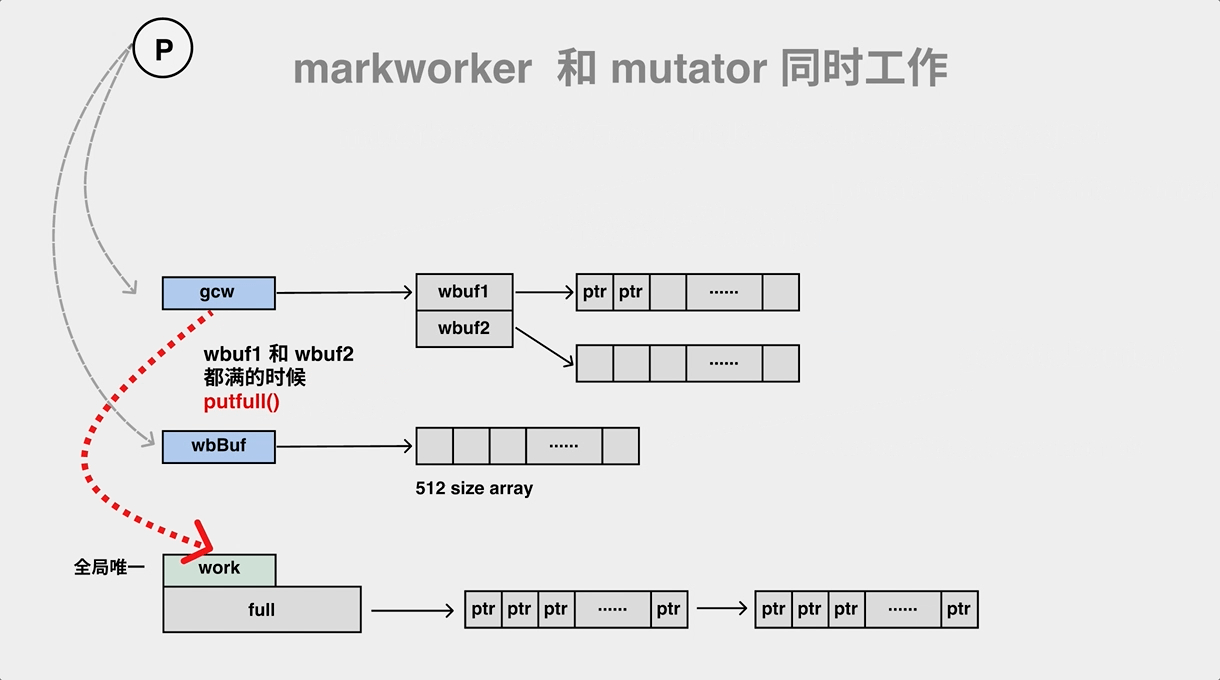 P
markworker 和 mutator 同时工作
gcw
wbuf1
ptr ptr ······
wbuf2
······
wbuf1 和 wbuf2
都满的时候
putfull()
wbBuf
······
512 size array
全局唯一
work
full
ptr ptr ptr ······ ptr
ptr ptr ptr ······ ptr